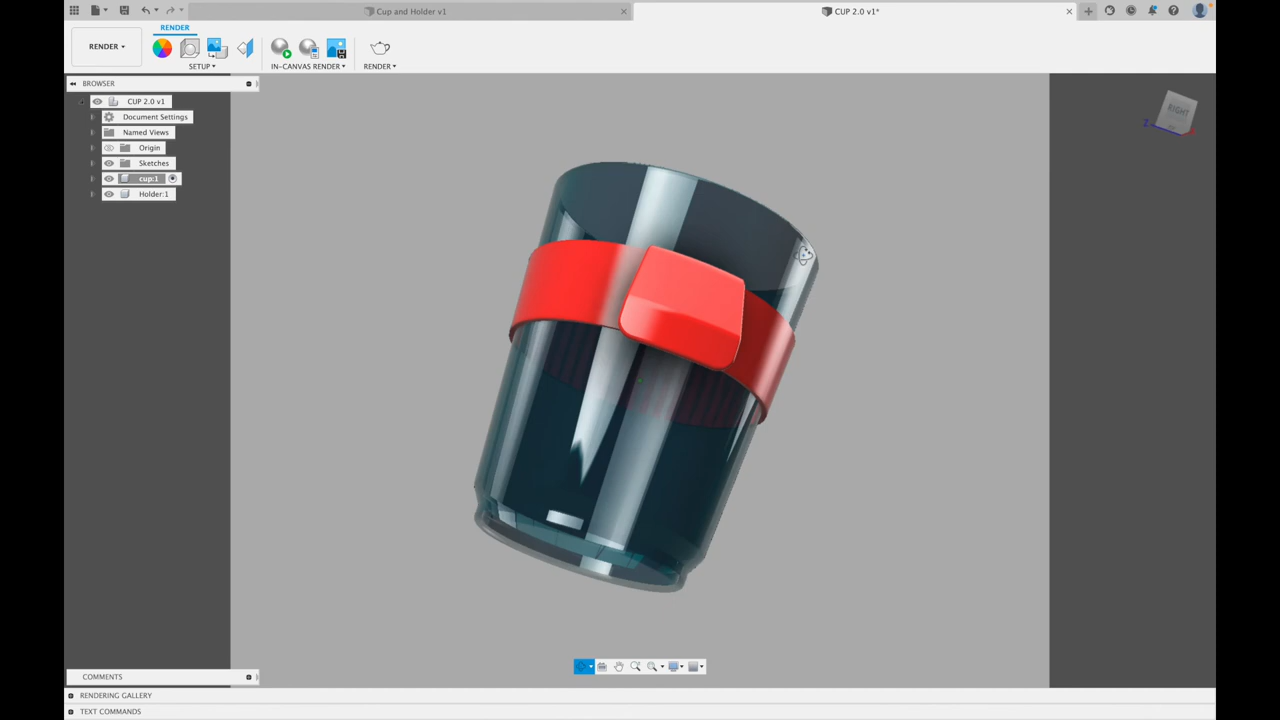 Cup and Holder v1
CUP 2.0 v1*
RENDER
RENDER
SETUP
IN-CANVAS RENDER
RENDER
BROWSER
CUP 2.0 v1
Document Settings
Named Views
Origin
Sketches
cup:1
Holder:1
RIGHT
Z
COMMENTS
RENDERING GALLERY
TEXT COMMANDS